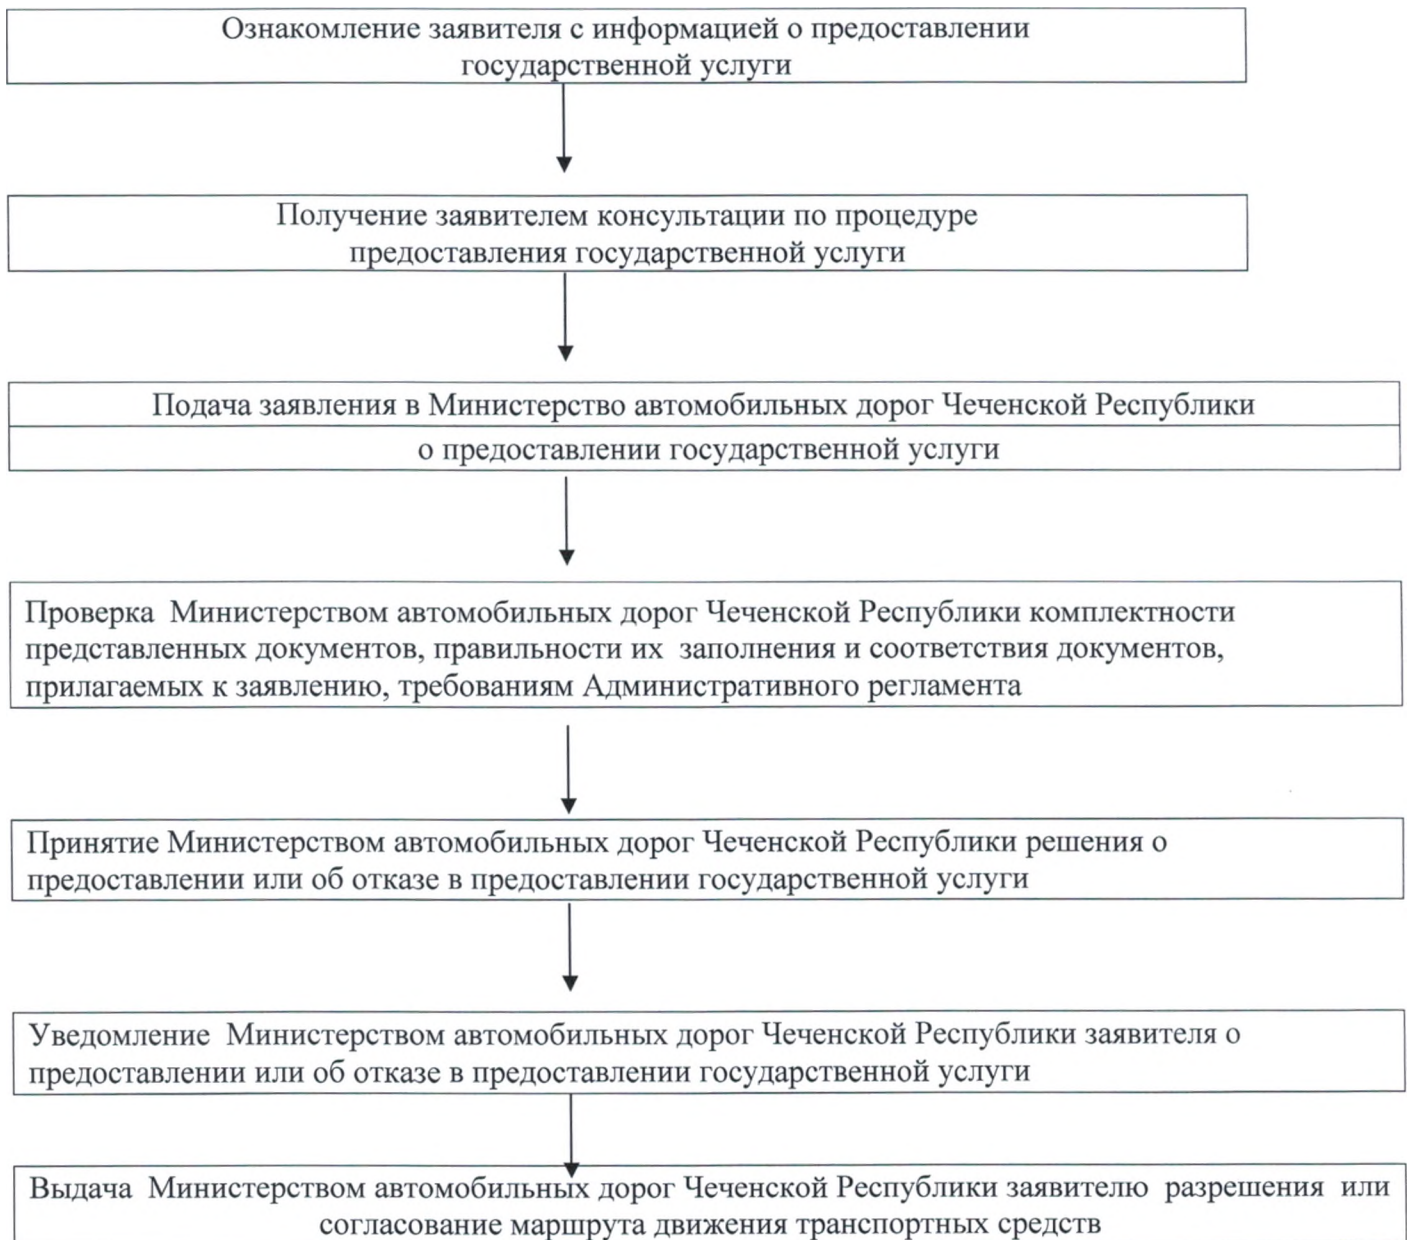 Ознакомление заявителя с информацией о предоставлении
государственной услуги
Получение заявителем консультации по процедуре
предоставления государственной услуги
Подача заявления в Министерство автомобильных дорог Чеченской Республики
о предоставлении государственной услуги
Проверка Министерством автомобильных дорог Чеченской Республики комплектности
представленных документов, правильности их заполнения и соответствия документов,
прилагаемых к заявлению, требованиям Административного регламента
Принятие Министерством автомобильных дорог Чеченской Республики решения о
предоставлении или об отказе в предоставлении государственной услуги
Уведомление Министерством автомобильных дорог Чеченской Республики заявителя о
предоставлении или об отказе в предоставлении государственной услуги
Выдача Министерством автомобильных дорог Чеченской Республики заявителю разрешения или
согласование маршрута движения транспортных средств